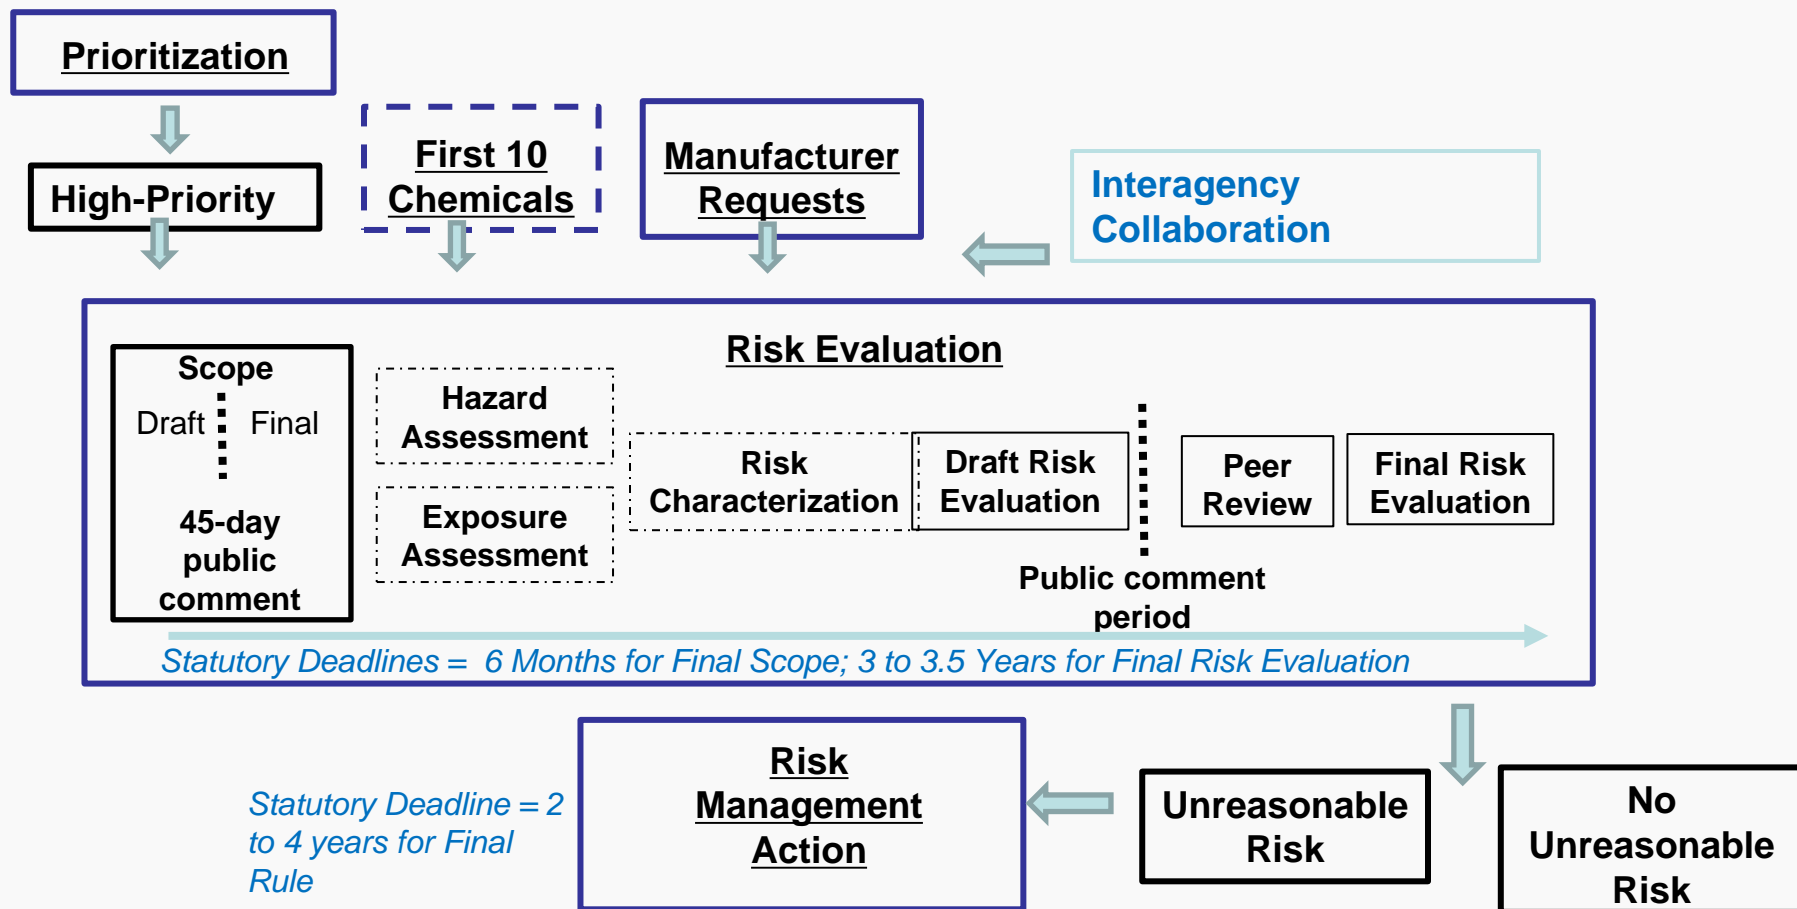 Prioritization
High-Priority
First 10
Chemicals
Manufacturer
Requests
Interagency
Collaboration
Risk Evaluation
Scope
Draft Final
45-day
public
comment
Hazard
Assessment
Exposure
Assessment
Risk
Characterization
Draft Risk
Evaluation
Public comment
period
Peer
Review
Final Risk
Evaluation
Statutory Deadlines = 6 Months for Final Scope; 3 to 3.5 Years for Final Risk Evaluation
Statutory Deadline = 2
to 4 years for Final
Rule
Risk
Management
Action
Unreasonable
Risk
No
Unreasonable
Risk